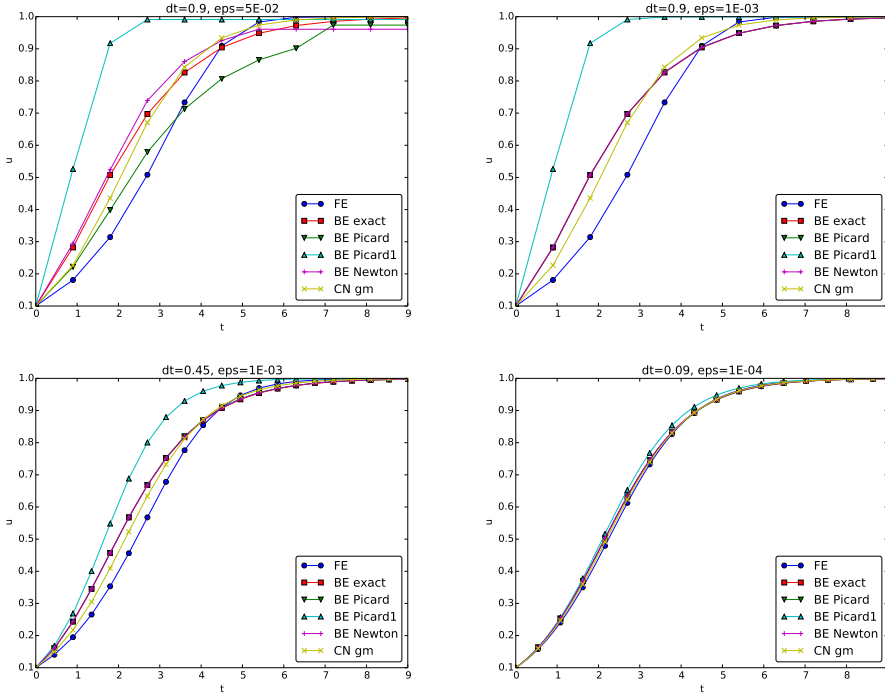 dt=0.9, eps=5E-02
1.0
0.9
0.8
0.7
0.6
0.5
0.4
0.3
0.2
0.1
u
0 1 2 3 4 5 6 7 8 9
t
FE
BE exact
BE Picard
BE Picard1
BE Newton
CN gm
dt=0.9, eps=1E-03
1.0
0.9
0.8
0.7
0.6
0.5
0.4
0.3
0.2
0.1
u
0 1 2 3 4 5 6 7 8
t
FE
BE exact
BE Picard
BE Picard1
BE Newton
CN gm
dt=0.45, eps=1E-03
1.0
0.9
0.8
0.7
0.6
0.5
0.4
0.3
0.2
0.1
u
0 1 2 3 4 5 6 7 8 9
t
FE
BE exact
BE Picard
BE Picard1
BE Newton
CN gm
dt=0.09, eps=1E-04
1.0
0.9
0.8
0.7
0.6
0.5
0.4
0.3
0.2
0.1
u
0 1 2 3 4 5 6 7 8
t
FE
BE exact
BE Picard
BE Picard1
BE Newton
CN gm